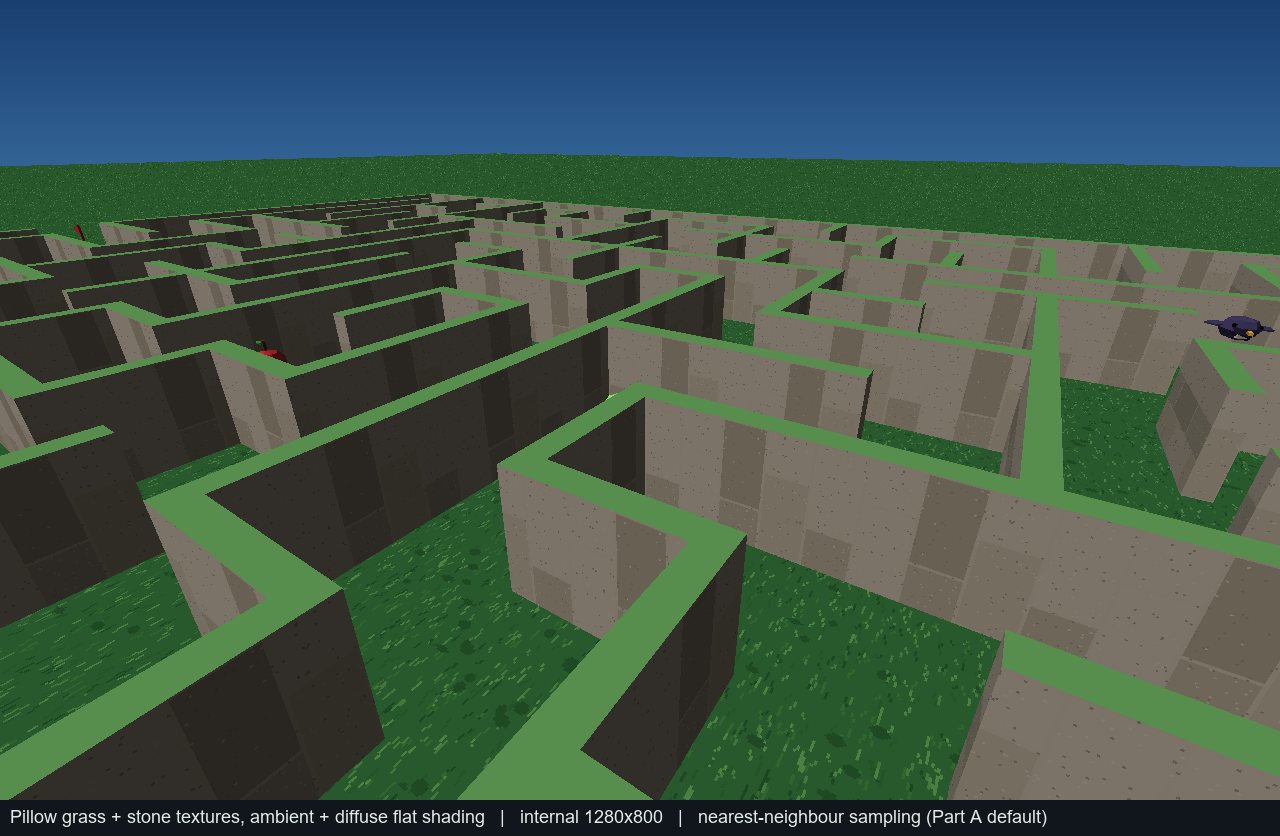 Pillow grass + stone textures, ambient + diffuse flat shading | internal 1280x800 | nearest-neighbour sampling (Part A default)